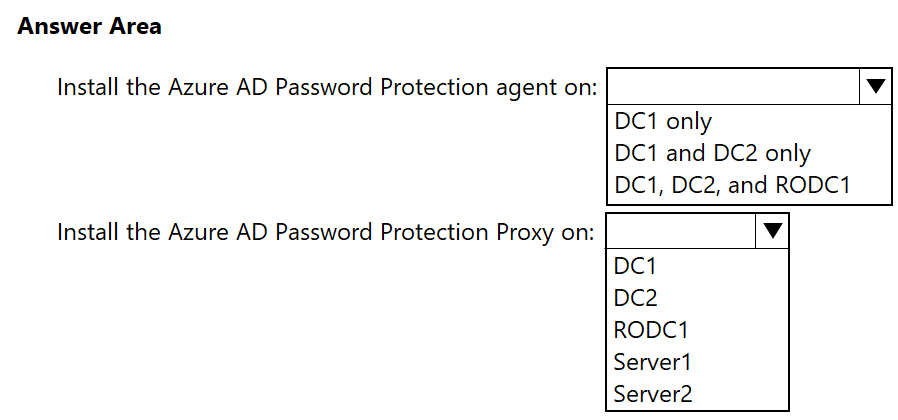 Answer Area
Install the Azure AD Password Protection agent on:
DC1 only
DC1 and DC2 only
DC1, DC2, and RODC1
Install the Azure AD Password Protection Proxy on:
DC1
DC2
RODC1
Server1
Server2